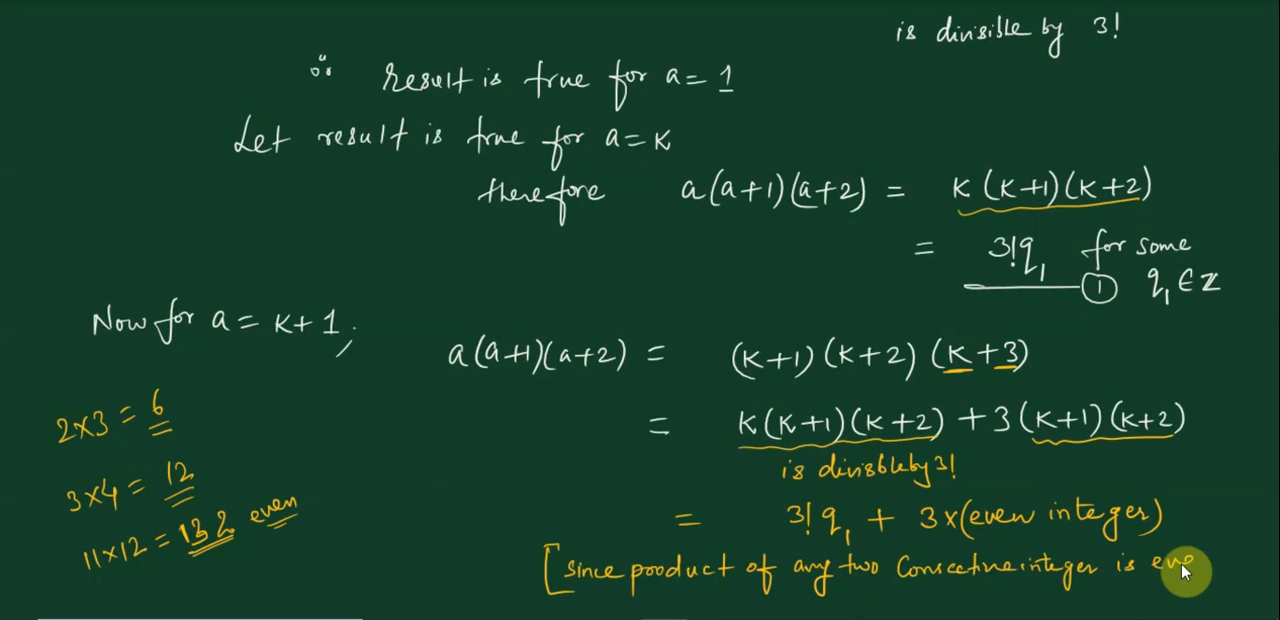 is divisible by 3!
∵ Result is true for a = 1
Let result is true for a = K
therefore a(a+1)(a+2) = K(K+1)(K+2)
= 3!q₁ for some
① q₁ ∈ Z
Now for a = K+1,
a(a+1)(a+2) = (K+1)(K+2)(K+3)
= K(K+1)(K+2) + 3(K+1)(K+2)
is divisble by 3!
= 3! q₁ + 3×(even integer)
[Since product of any two Consective integer is eve
2×3 = 6
3×4 = 12
11×12 = 132 even